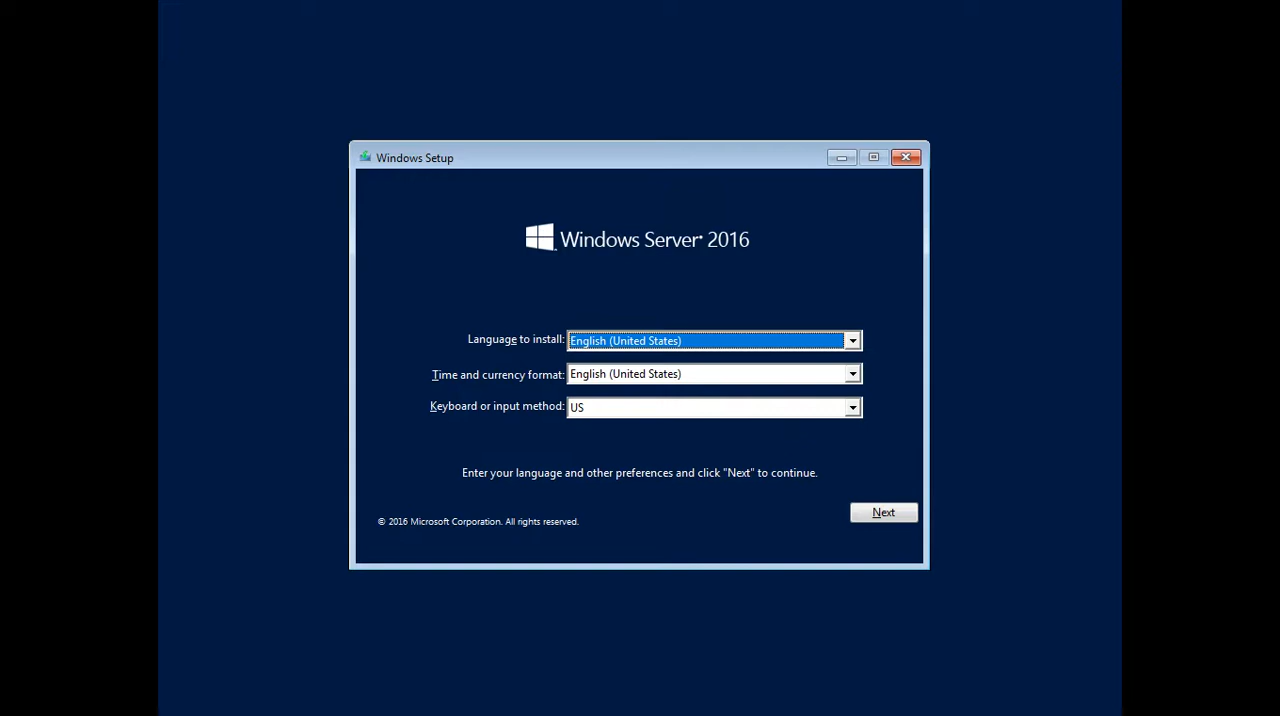 Windows Setup
Windows Server® 2016
Language to install: English (United States)
Time and currency format: English (United States)
Keyboard or input method: US
Enter your language and other preferences and click "Next" to continue.
Next
© 2016 Microsoft Corporation. All rights reserved.